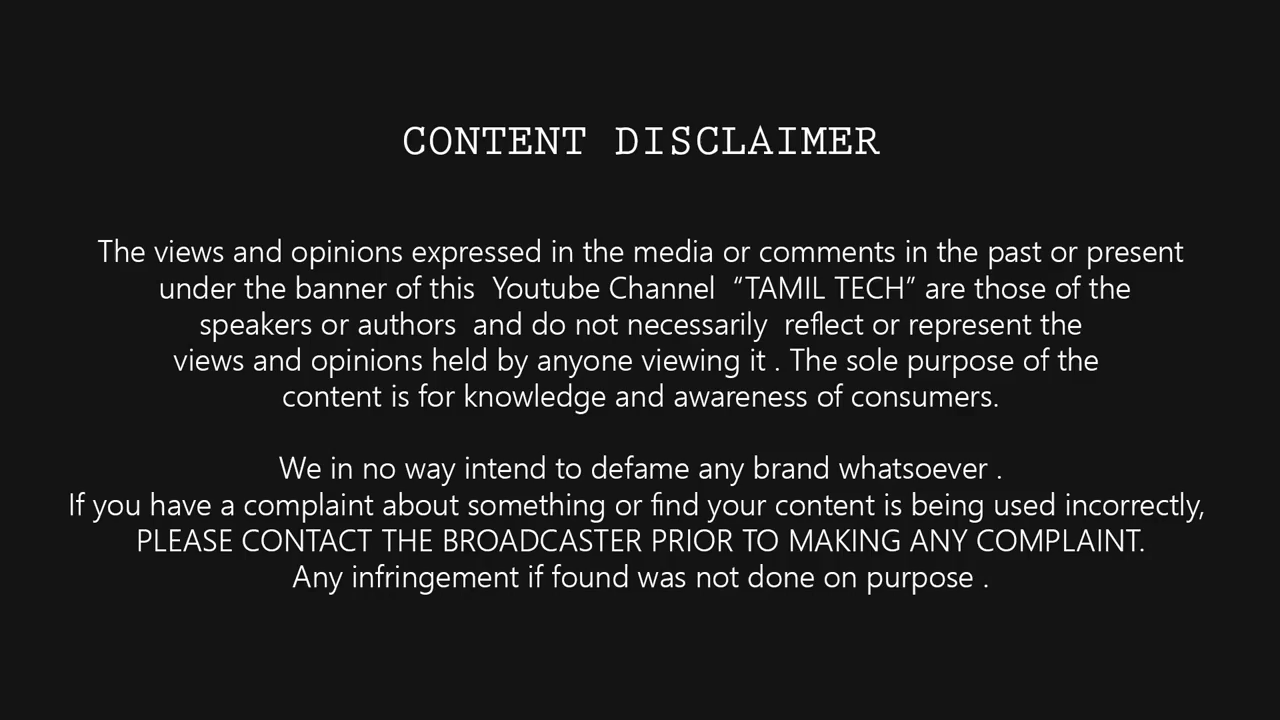 CONTENT DISCLAIMER
The views and opinions expressed in the media or comments in the past or present
under the banner of this  Youtube Channel  “TAMIL TECH” are those of the
speakers or authors  and do not necessarily  reflect or represent the
views and opinions held by anyone viewing it . The sole purpose of the
content is for knowledge and awareness of consumers.
We in no way intend to defame any brand whatsoever .
If you have a complaint about something or find your content is being used incorrectly,
PLEASE CONTACT THE BROADCASTER PRIOR TO MAKING ANY COMPLAINT.
Any infringement if found was not done on purpose .